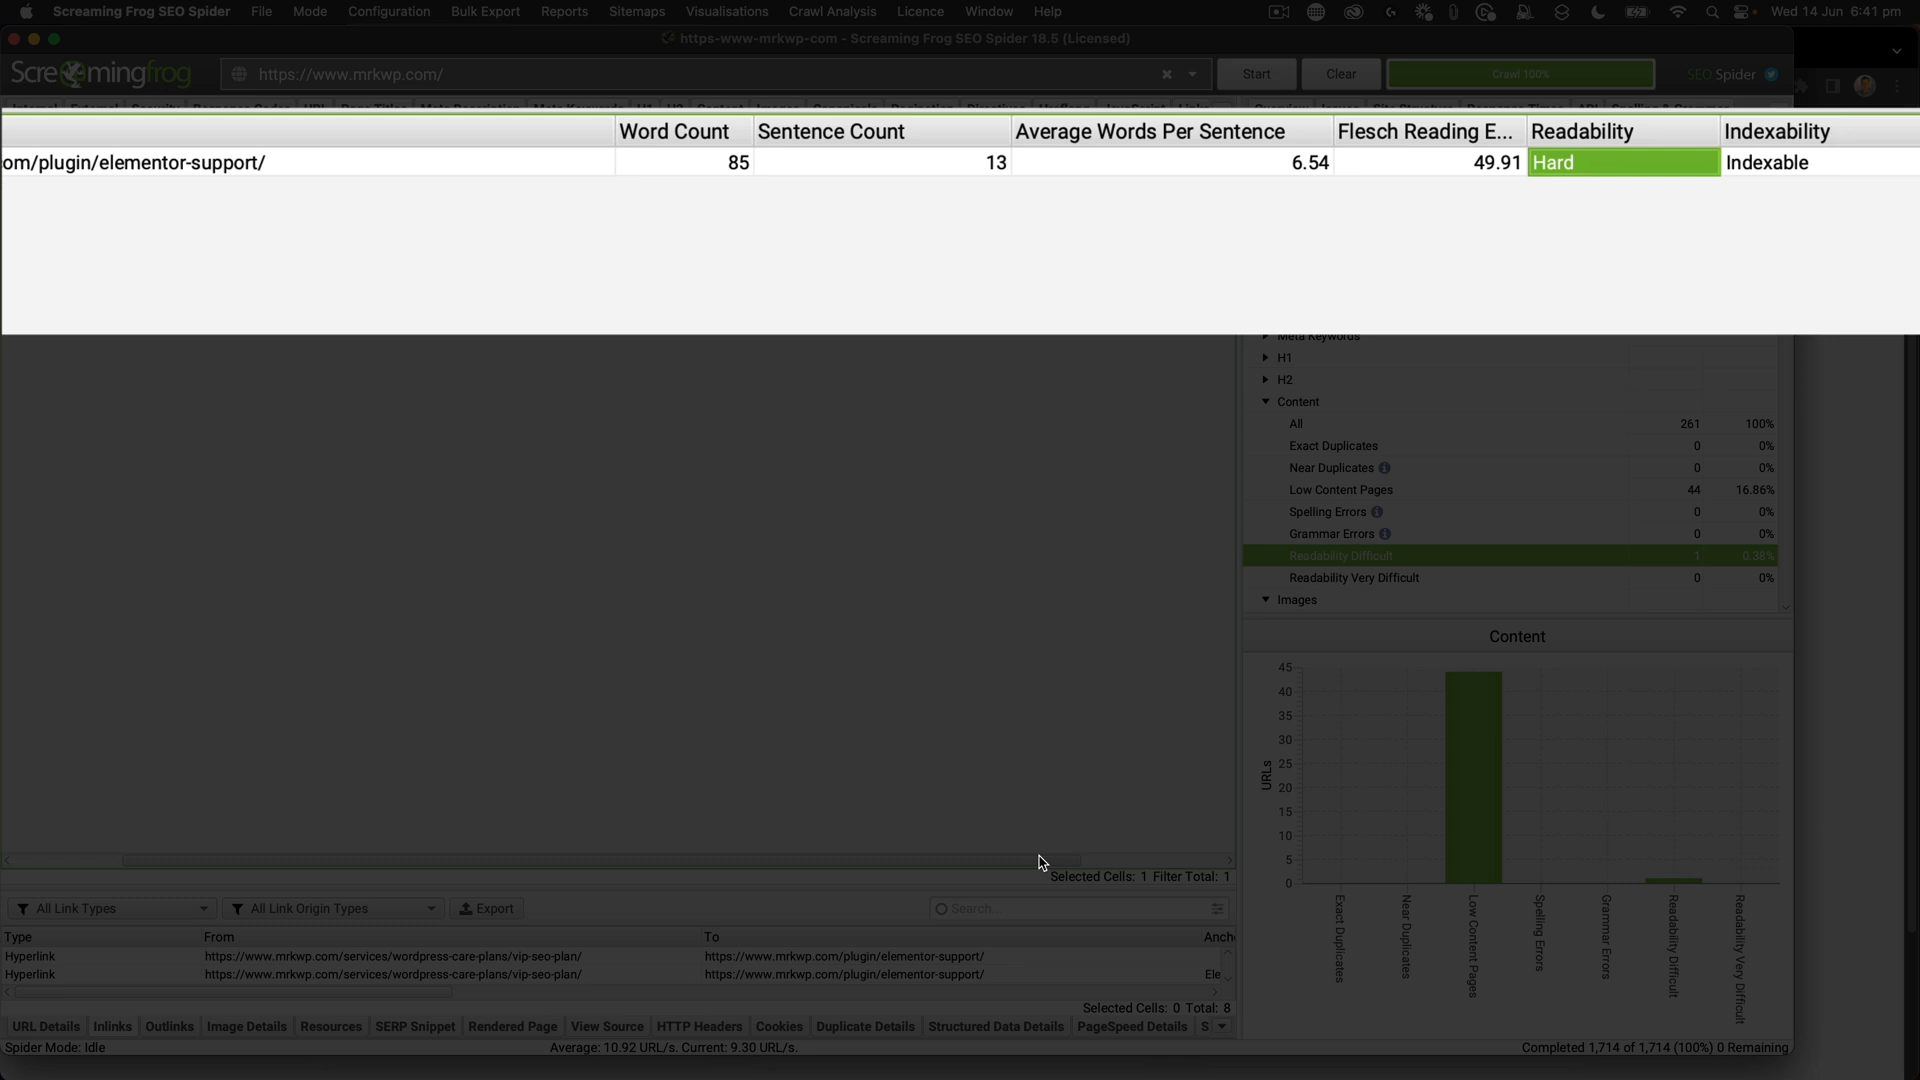 Screaming Frog SEO Spider File Mode Configuration Bulk Export Reports Sitemaps Visualisations Crawl Analysis Licence Window Help Wed 14 Jun 6:41 pm
https-www-mrkwp-com - Screaming Frog SEO Spider 18.5 (Licensed)
Screamingfrog https://www.mrkwp.com/ Start Clear Crawl 100% SEO Spider
Word Count Sentence Count Average Words Per Sentence Flesch Reading E... Readability Indexability
om/plugin/elementor-support/ 85 13 6.54 49.91 Hard Indexable
Meta Keywords
H1
H2
Content
All 261 100%
Exact Duplicates 0 0%
Near Duplicates 0 0%
Low Content Pages 44 16.86%
Spelling Errors 0 0%
Grammar Errors 0 0%
Readability Difficult 1 0.38%
Readability Very Difficult 0 0%
Images
Content
45
40
35
30
25
20
15
10
5
0
URLs
Exact Duplicates
Near Duplicates
Low Content Pages
Spelling Errors
Grammar Errors
Readability Difficult
Readability Very Difficult
Selected Cells: 1 Filter Total: 1
All Link Types All Link Origin Types Export Search...
Type From To Anch
Hyperlink https://www.mrkwp.com/services/wordpress-care-plans/vip-seo-plan/ https://www.mrkwp.com/plugin/elementor-support/
Hyperlink https://www.mrkwp.com/services/wordpress-care-plans/vip-seo-plan/ https://www.mrkwp.com/plugin/elementor-support/ Ele
Selected Cells: 0 Total: 8
URL Details Inlinks Outlinks Image Details Resources SERP Snippet Rendered Page View Source HTTP Headers Cookies Duplicate Details Structured Data Details PageSpeed Details S
Spider Mode: Idle Average: 10.92 URL/s. Current: 9.30 URL/s. Completed 1,714 of 1,714 (100%) 0 Remaining